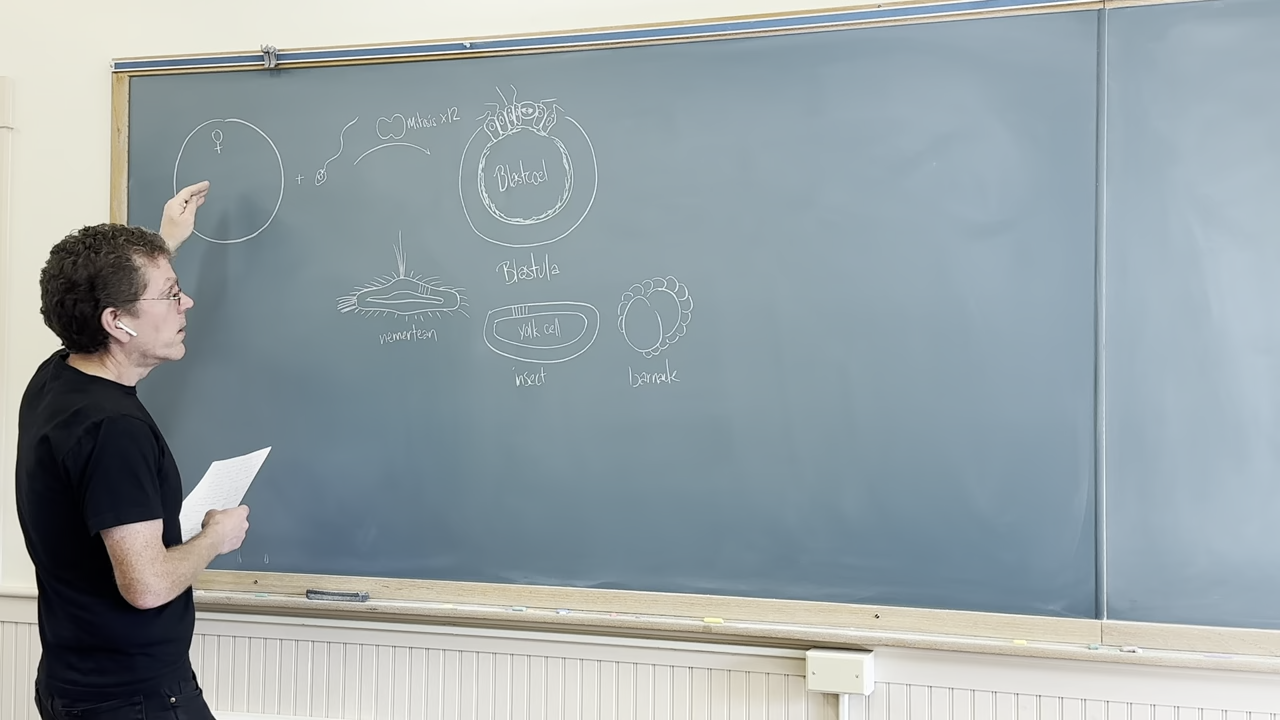 ♀
+
Mitosis x12
Blastcoel
Blastula
nemertean
yolk cell
insect
barnacle